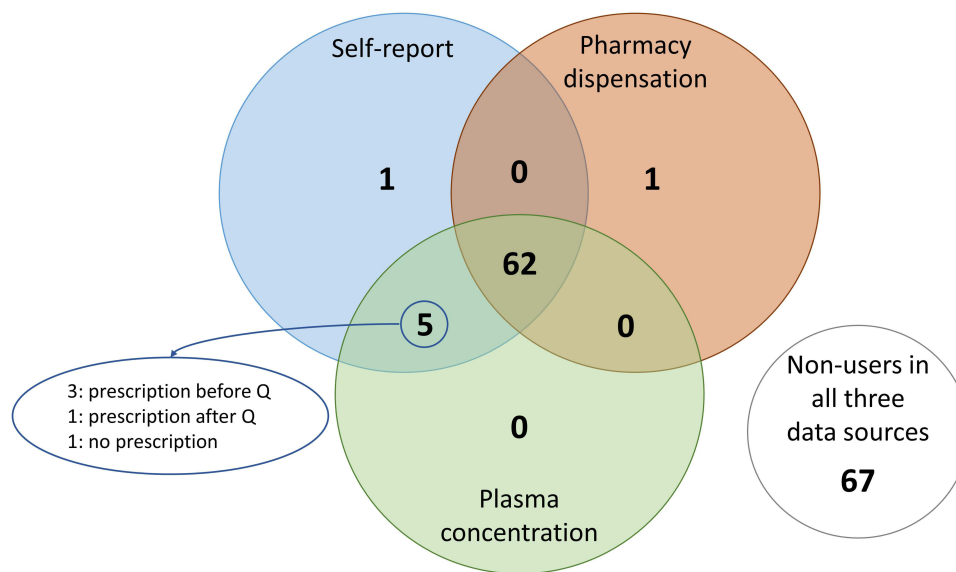 Self-report
Pharmacy
dispensation
1
0
1
62
5
0
3: prescription before Q
1: prescription after Q
1: no prescription
0
Plasma
concentration
Non-users in
all three
data sources
67